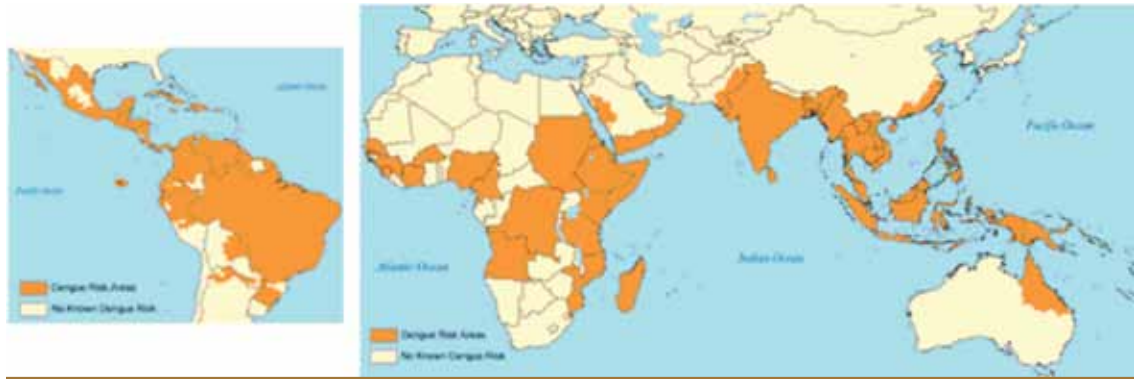 Atlantic Ocean
Pacific Ocean
Dengue Risk Areas
No Known Dengue Risk
Pacific Ocean
Atlantic Ocean
Indian Ocean
Dengue Risk Areas
No Known Dengue Risk